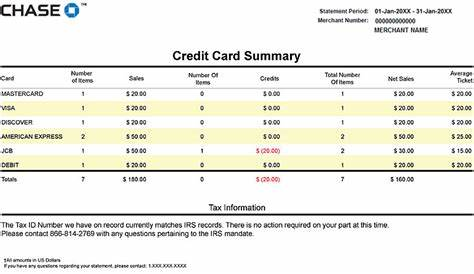 CHASE ™
Statement Period: 01-Jan-20XX - 31-Jan-20XX
Merchant Number: 000000000000
MERCHANT NAME
Credit Card Summary
Card Number of Items Sales Number Of Items Credits Total Number of Items Net Sales Average Ticket:
MASTERCARD 1 $ 20.00 0 $ 0.00 1 $ 20.00 $ 20.00
VISA 1 $ 20.00 0 $ 0.00 1 $ 20.00 $ 20.00
DISCOVER 1 $ 20.00 0 $ 0.00 1 $ 20.00 $ 20.00
AMERICAN EXPRESS 2 $ 50.00 0 $ 0.00 2 $ 50.00 $ 25.00
JCB 1 $ 50.00 1 $ (20.00) 2 $ 30.00 $ 15.00
DEBIT 1 $ 20.00 0 $ 0.00 1 $ 20.00 $ 20.00
Totals 7 $ 180.00 0 $ (20.00) 7 $ 160.00
Tax Information
The Tax ID Number we have on record currently matches IRS records. There is no action required on your part at this time.
Please contact 866-814-2769 with any questions pertaining to the IRS mandate.
All amounts in US Dollars
If you have any questions regarding your statement, please contact: 1.XXX.XXX.XXXX